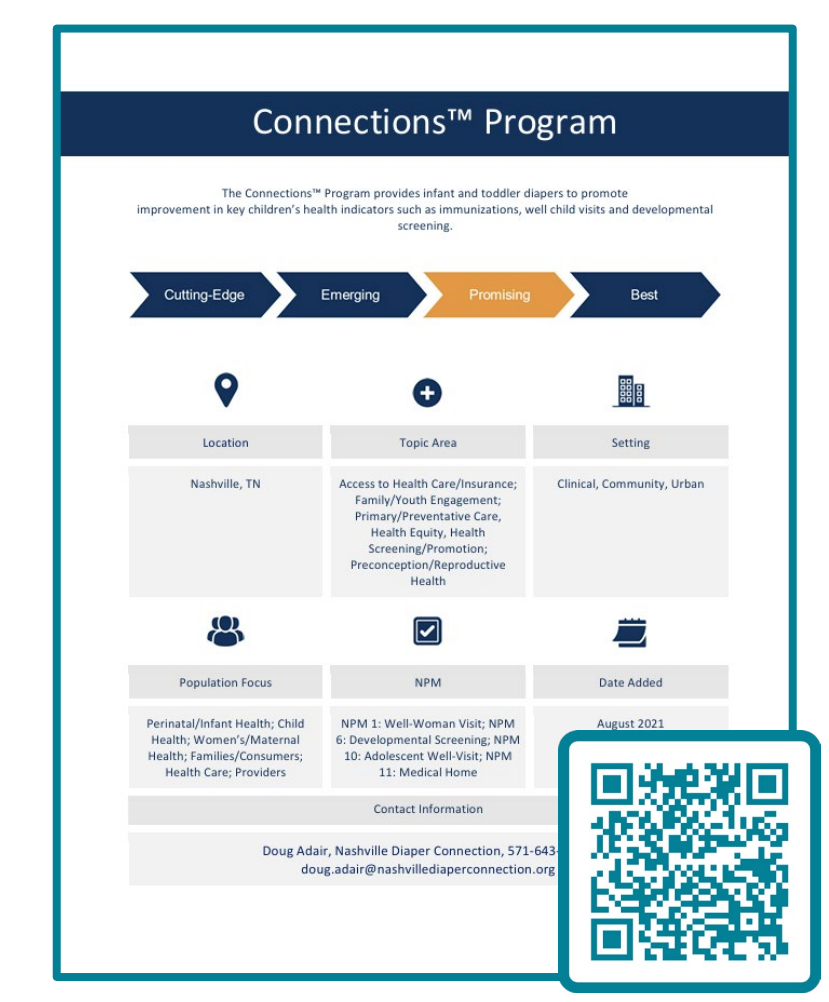 Connections™ Program
The Connections™ Program provides infant and toddler diapers to promote
improvement in key children's health indicators such as immunizations, well child visits and developmental
screening.
Cutting-Edge
Emerging
Promising
Best
Location
Topic Area
Setting
Nashville, TN
Access to Health Care/Insurance;
Family/Youth Engagement;
Primary/Preventative Care,
Health Equity, Health
Screening/Promotion;
Preconception/Reproductive
Health
Clinical, Community, Urban
Population Focus
NPM
Date Added
Perinatal/Infant Health; Child
Health; Women's/Maternal
Health; Families/Consumers;
Health Care; Providers
NPM 1: Well-Woman Visit; NPM
6: Developmental Screening; NPM
10: Adolescent Well-Visit; NPM
11: Medical Home
August 2021
Contact Information
Doug Adair, Nashville Diaper Connection, 571-643-
doug.adair@nashvillediaperconnection.org